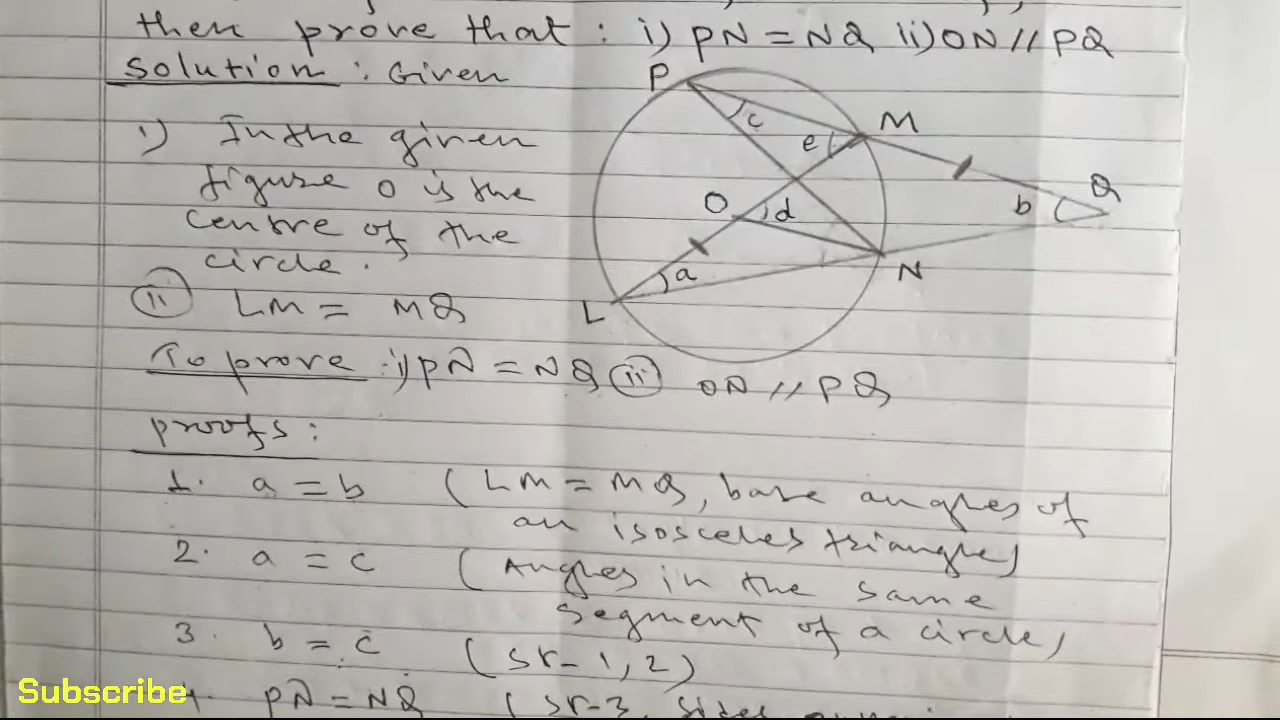 then prove that : i) PN = NQ ii) ON // PQ
Solution : Given
i) In the given
figure O is the
centre of the
circle.
ii LM = MQ
P
c
e
M
O
d
b
Q
a
N
L
To prove : i) PN = NQ ii ON // PQ
Proofs :
1. a = b ( LM = MQ, base angles of
an isosceles triangle)
2. a = c ( Angles in the same
segment of a circle)
3. b = c ( Sr-1, 2)
4. PN = NQ ( Sr-3, sides
Subscribe